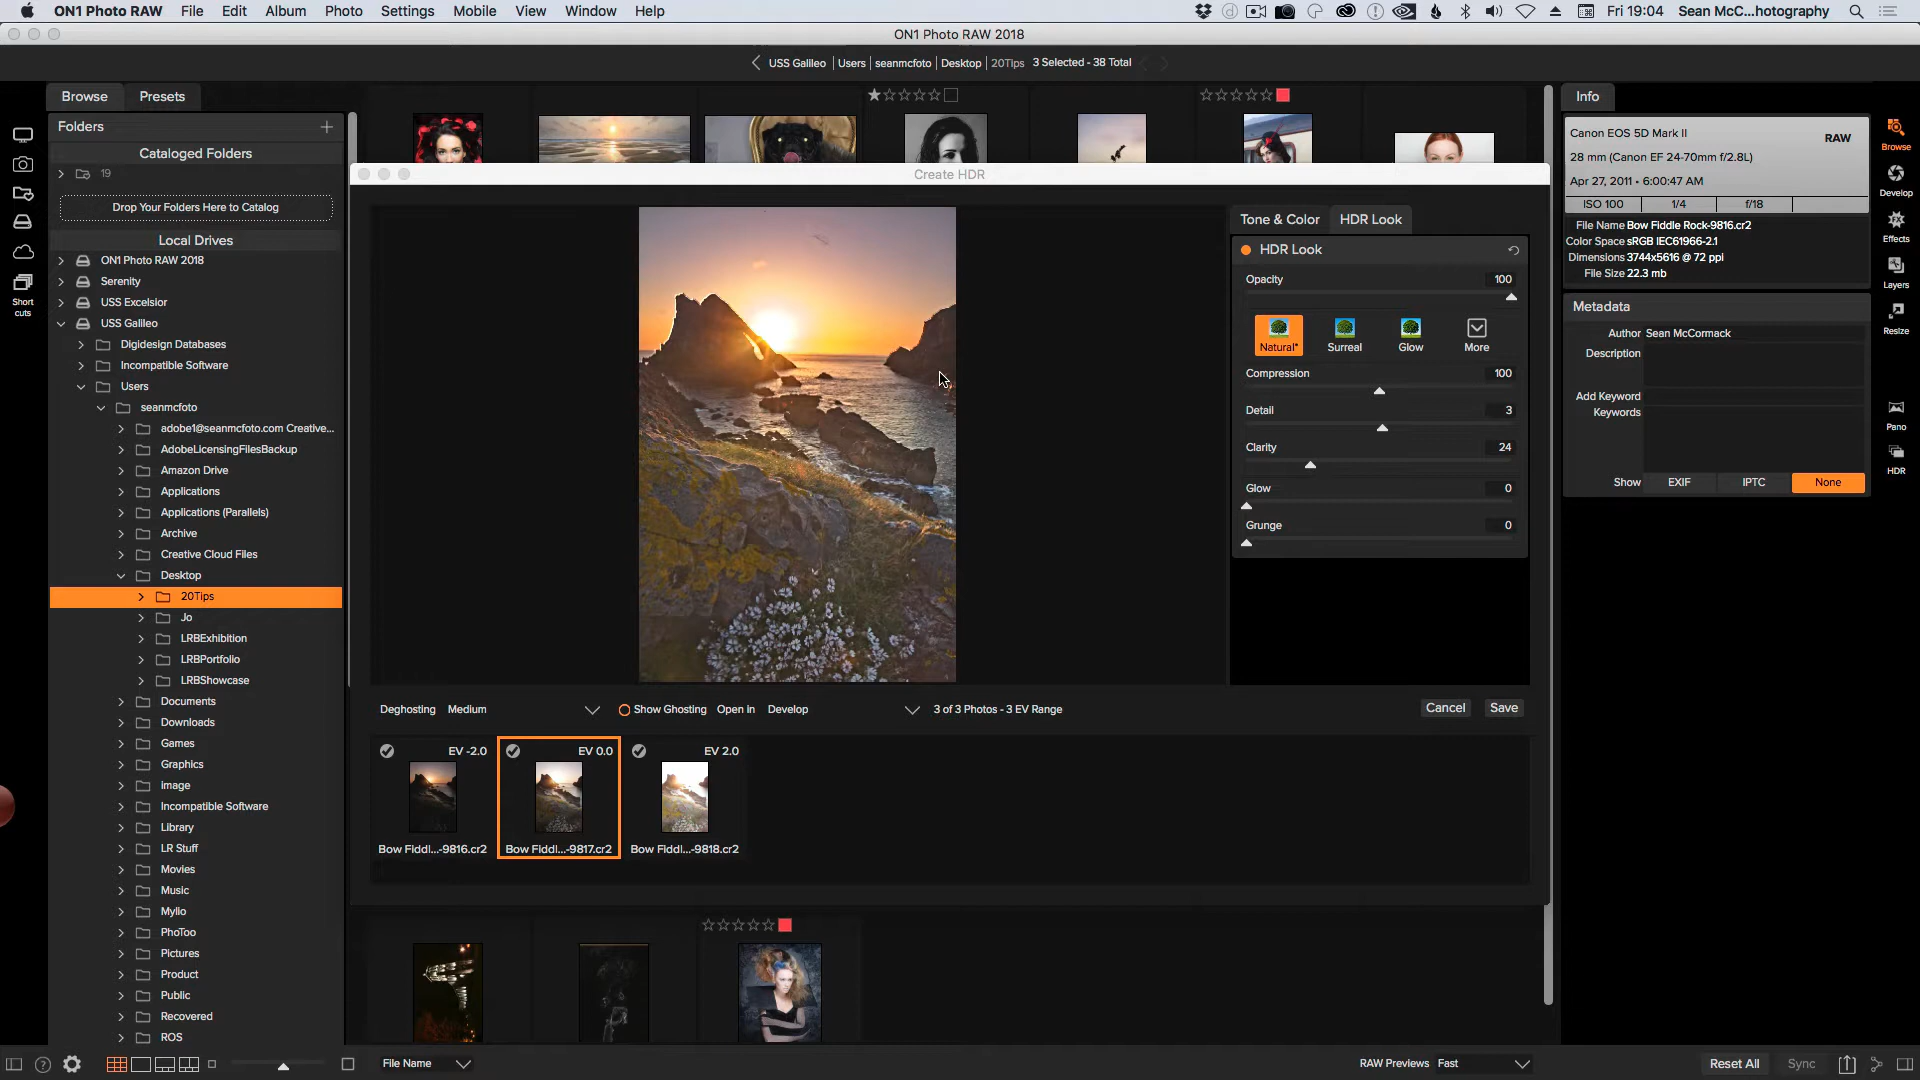 ON1 Photo RAW File Edit Album Photo Settings Mobile View Window Help Fri 19:04 Sean McC...hotography
ON1 Photo RAW 2018
USS Galileo Users seanmcfoto Desktop 20Tips 3 Selected - 38 Total
Browse Presets
Folders
Cataloged Folders
19
Drop Your Folders Here to Catalog
Local Drives
ON1 Photo RAW 2018
Serenity
USS Excelsior
USS Galileo
Digidesign Databases
Incompatible Software
Users
seanmcfoto
adobe1@seanmcfoto.com Creative...
AdobeLicensingFilesBackup
Amazon Drive
Applications
Applications (Parallels)
Archive
Creative Cloud Files
Desktop
20Tips
Jo
LRBExhibition
LRBPortfolio
LRBShowcase
Documents
Downloads
Games
Graphics
image
Incompatible Software
Library
LR Stuff
Movies
Music
Mylio
PhoToo
Pictures
Product
Public
Recovered
ROS
Short
cuts
Create HDR
Tone & Color HDR Look
HDR Look
Opacity 100
Natural* Surreal Glow More
Compression 100
Detail 3
Clarity 24
Glow 0
Grunge 0
Deghosting Medium Show Ghosting Open In Develop 3 of 3 Photos - 3 EV Range Cancel Save
EV -2.0 EV 0.0 EV 2.0
Bow Fiddl...-9816.cr2 Bow Fiddl...-9817.cr2 Bow Fiddl...-9818.cr2
Info
Canon EOS 5D Mark II RAW
28 mm (Canon EF 24-70mm f/2.8L)
Apr 27, 2011 • 6:00:47 AM
ISO 100 1/4 f/18
File Name Bow Fiddle Rock-9816.cr2
Color Space sRGB IEC61966-2.1
Dimensions 3744x5616 @ 72 ppi
File Size 22.3 mb
Metadata
Author Sean McCormack
Description
Add Keyword
Keywords
Show EXIF IPTC None
Browse
Develop
Effects
Layers
Resize
Pano
HDR
File Name RAW Previews Fast Reset All Sync